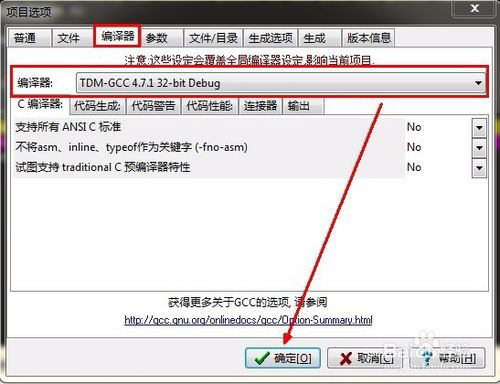 项目选项
普通 文件 编译器 参数 文件/目录 生成选项 生成 版本信息
注意:这些设定会覆盖全局编译器设定,影响当前项目.
编译器: TDM-GCC 4.7.1 32-bit Debug
C 编译器: 代码生成: 代码警告 代码性能: 连接器 输出
支持所有 ANSI C 标准 No
不将asm、inline、typeof作为关键字 (-fno-asm) No
试图支持 traditional C 预编译器特性 No
获得更多关于GCC的选项, 请参阅
http://gcc.gnu.org/onlinedocs/gcc/Option-Summary.html
确定[O] 取消[C] ? 帮助[H]